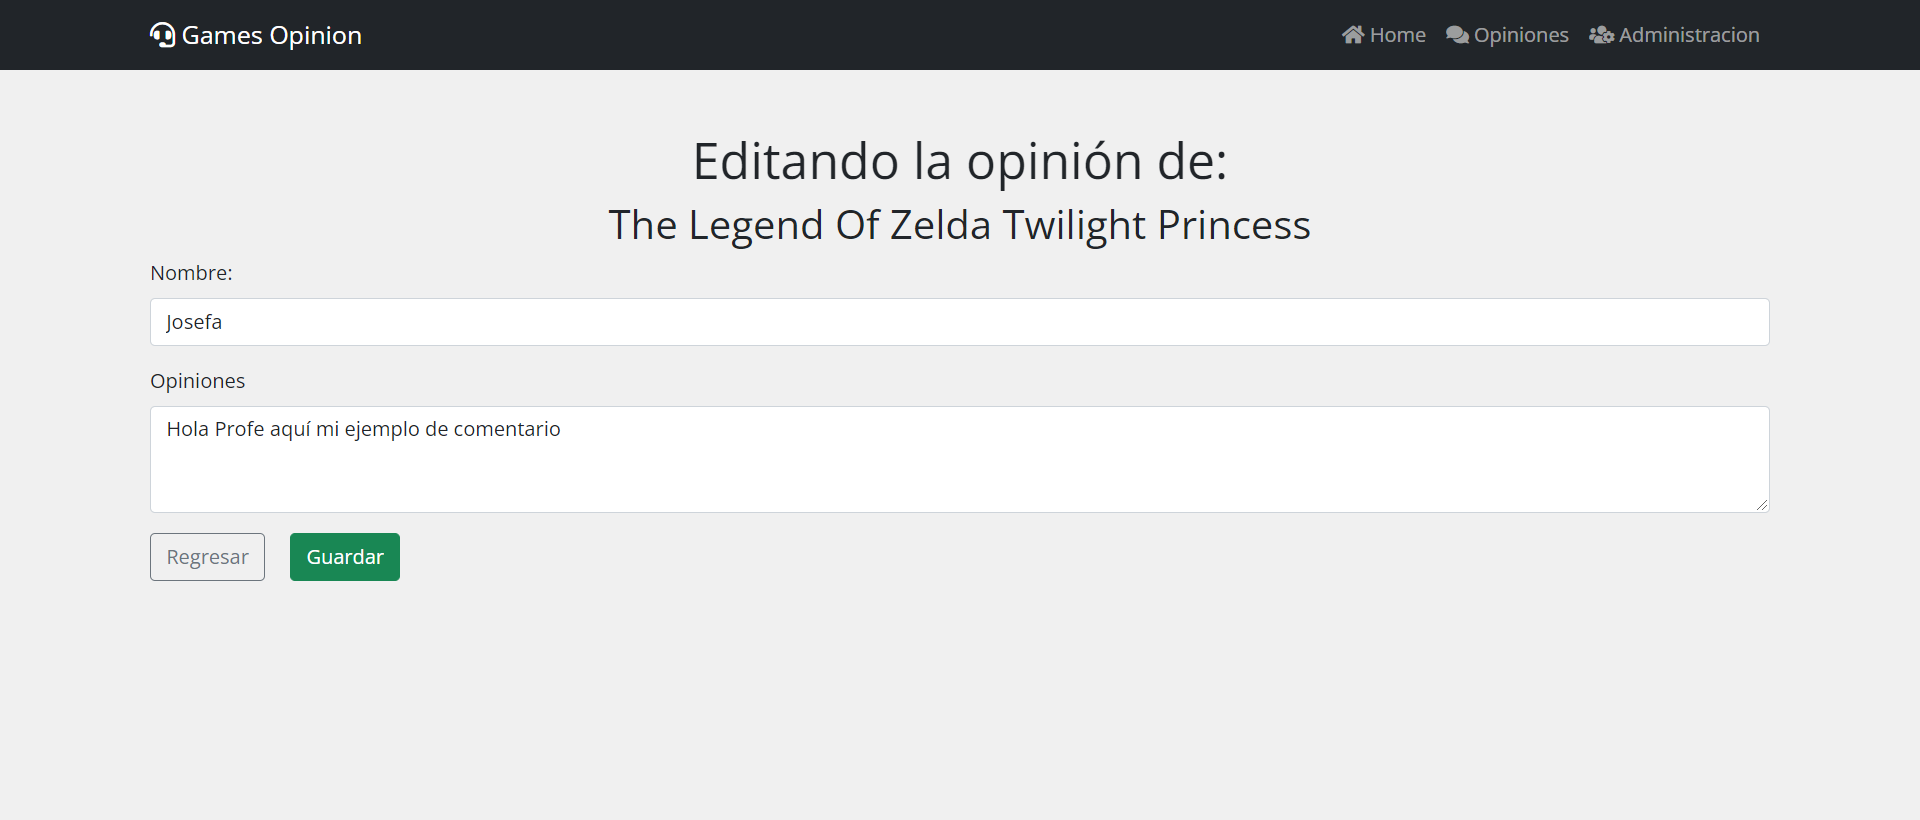 Games Opinion
Home
Opiniones
Administracion
Editando la opinión de:
The Legend Of Zelda Twilight Princess
Nombre:
Josefa
Opiniones
Hola Profe aquí mi ejemplo de comentario
Regresar
Guardar